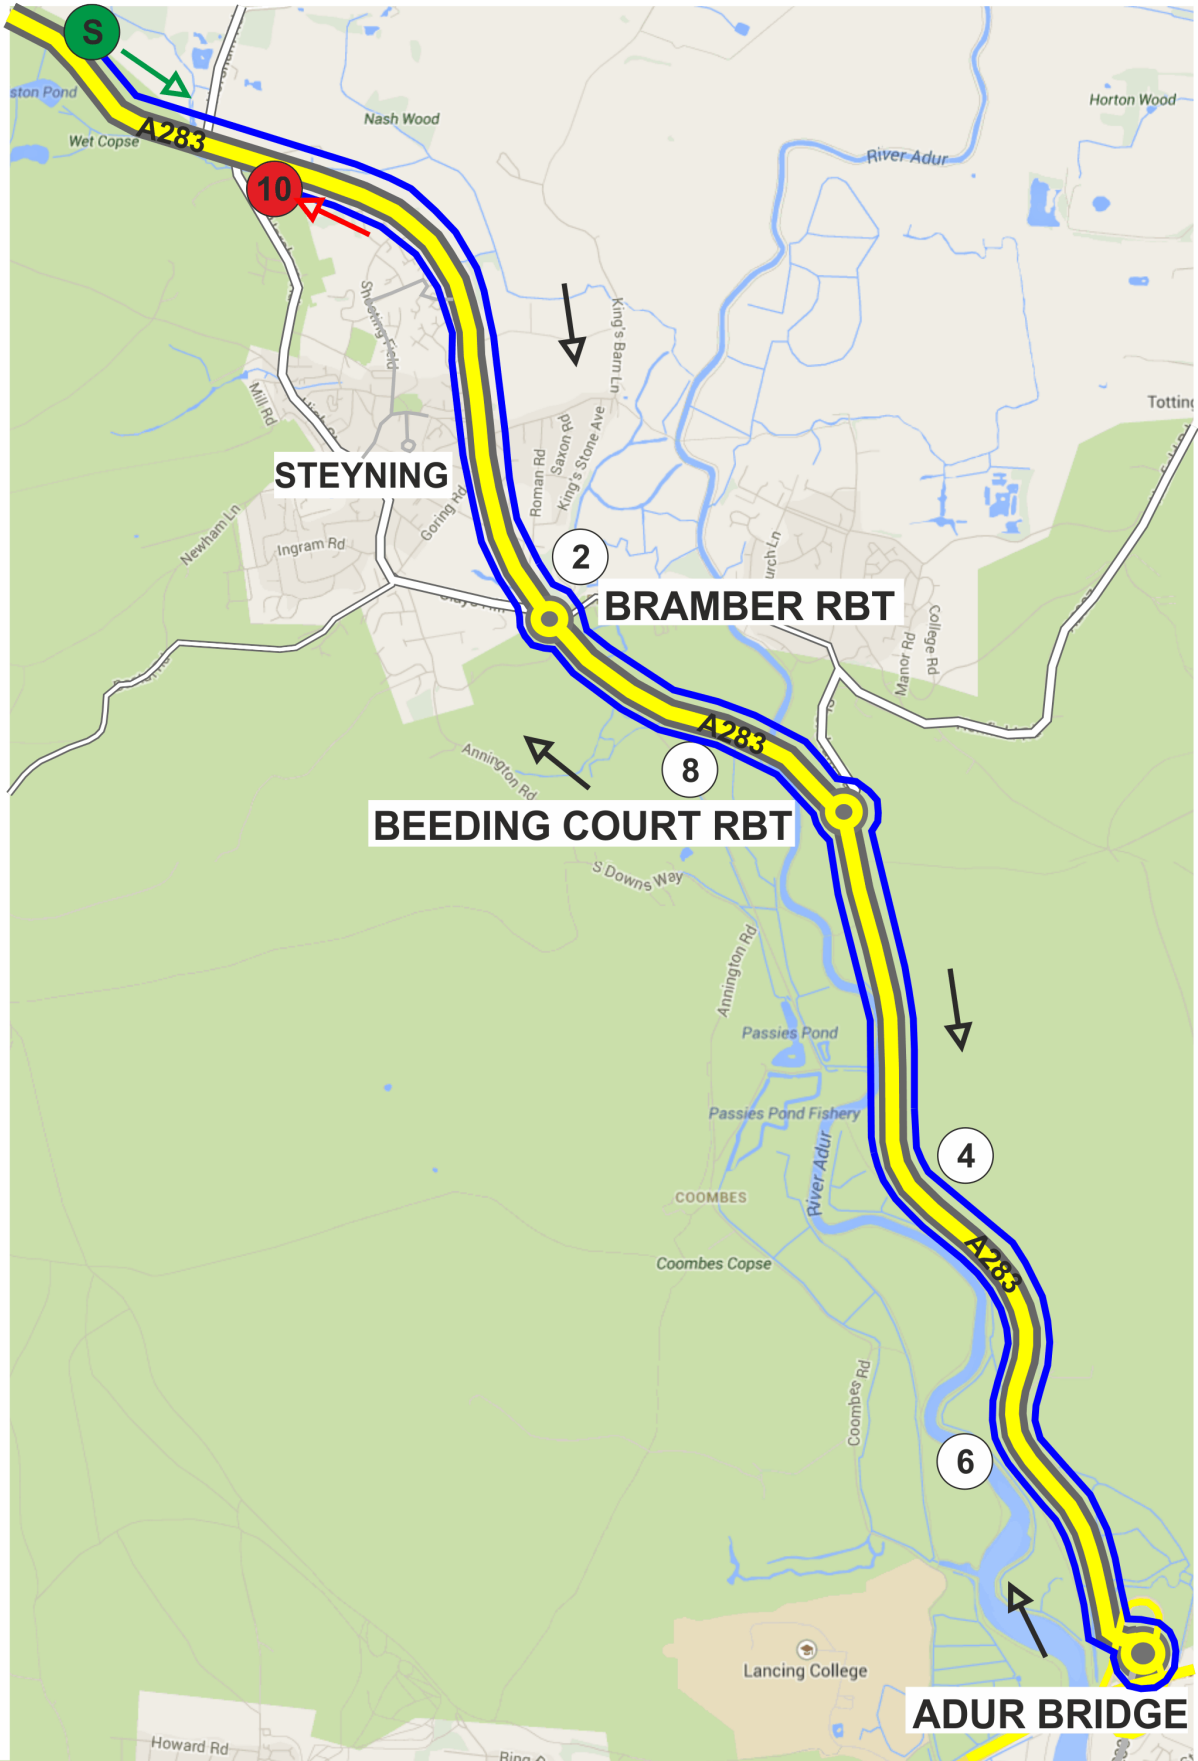 S
ston Pond
Nash Wood
Horton Wood
Wet Copse
A283
River Adur
10
Shooting Field
King's Barn Ln
Mill Rd
Totting
Saxon Rd
King's Stone Ave
Roman Rd
STEYNING
Goring Rd
Newham Ln
Ingram Rd
2
urch Ln
BRAMBER RBT
College Rd
Manor Rd
A283
Annington Rd
8
BEEDING COURT RBT
S Downs Way
Annington Rd
Passies Pond
Passies Pond Fishery
River Adur
4
COOMBES
Coombes Copse
A283
Coombes Rd
6
Lancing College
ADUR BRIDGE
Howard Rd